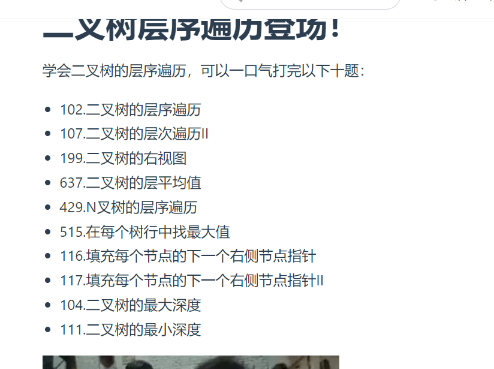 二叉树层序遍历登场！
学会二叉树的层序遍历，可以一口气打完以下十题：
102.二叉树的层序遍历
107.二叉树的层次遍历II
199.二叉树的右视图
637.二叉树的层平均值
429.N叉树的层序遍历
515.在每个树行中找最大值
116.填充每个节点的下一个右侧节点指针
117.填充每个节点的下一个右侧节点指针II
104.二叉树的最大深度
111.二叉树的最小深度